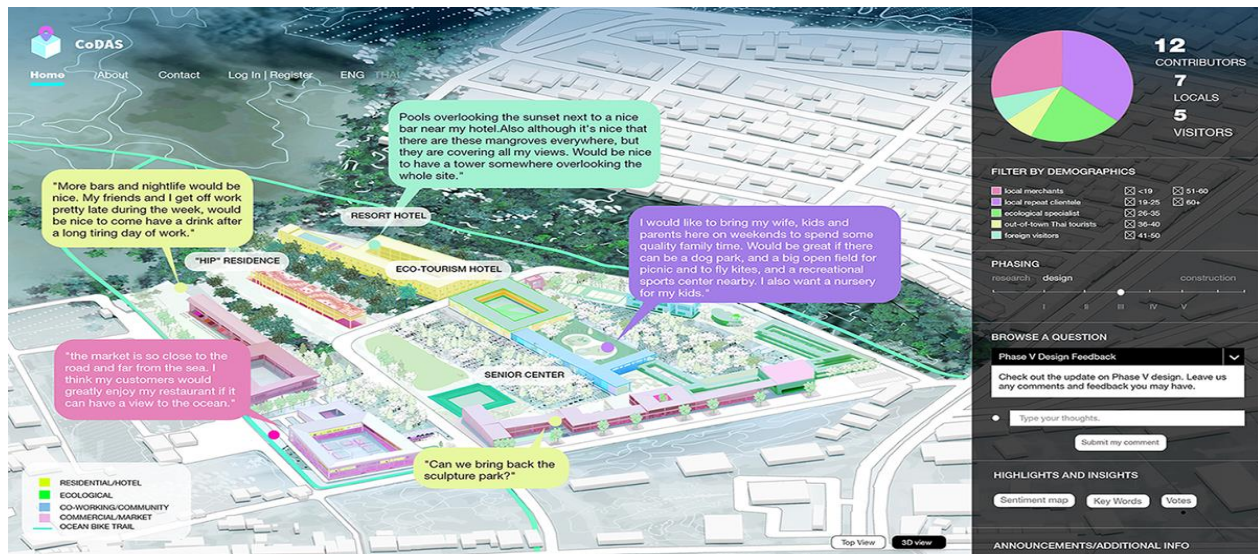 CoDAS
Home
/About
Contact
Log In | Register
ENG
THAI
Pools overlooking the sunset next to a nice
bar near my hotel.Also although it's nice that
there are these mangroves everywhere, but
they are covering all my views. Would be nice
to have a tower somewhere overlooking the
whole site."
"More bars and nightlife would be
nice. My friends and I get off work
pretty late during the week, would
be nice to come have a drink after
a long tiring day of work."
RESORT HOTEL
"HIP" RESIDENCE
ECO-TOURISM HOTEL
I would like to bring my wife, kids and
parents here on weekends to spend some
quality family time. Would be great if there
can be a dog park, and a big open field for
picnic and to fly kites, and a recreational
sports center nearby. I also want a nursery
for my kids."
"the market is so close to the
road and far from the sea. I
think my customers would
greatly enjoy my restaurant if it
can have a view to the ocean."
SENIOR CENTER
"Can we bring back the
sculpture park?"
RESIDENTIAL/HOTEL
ECOLOGICAL
CO-WORKING/COMMUNITY
COMMERCIAL/MARKET
OCEAN BIKE TRAIL
Top View
3D view
12
CONTRIBUTORS
7
LOCALS
5
VISITORS
FILTER BY DEMOGRAPHICS
local merchants
local repeat clientele
ecological specialist
out-of-town Thai tourists
foreign visitors
<19
19-25
26-35
36-40
41-50
51-60
60+
PHASING
research design construction
I II III IV V
BROWSE A QUESTION
Phase V Design Feedback
Check out the update on Phase V design. Leave us
any comments and feedback you may have.
Type your thoughts.
Submit my comment
HIGHLIGHTS AND INSIGHTS
Sentiment map
Key Words
Votes
ANNOUNCEMENTS/ADDITIONAL INFO